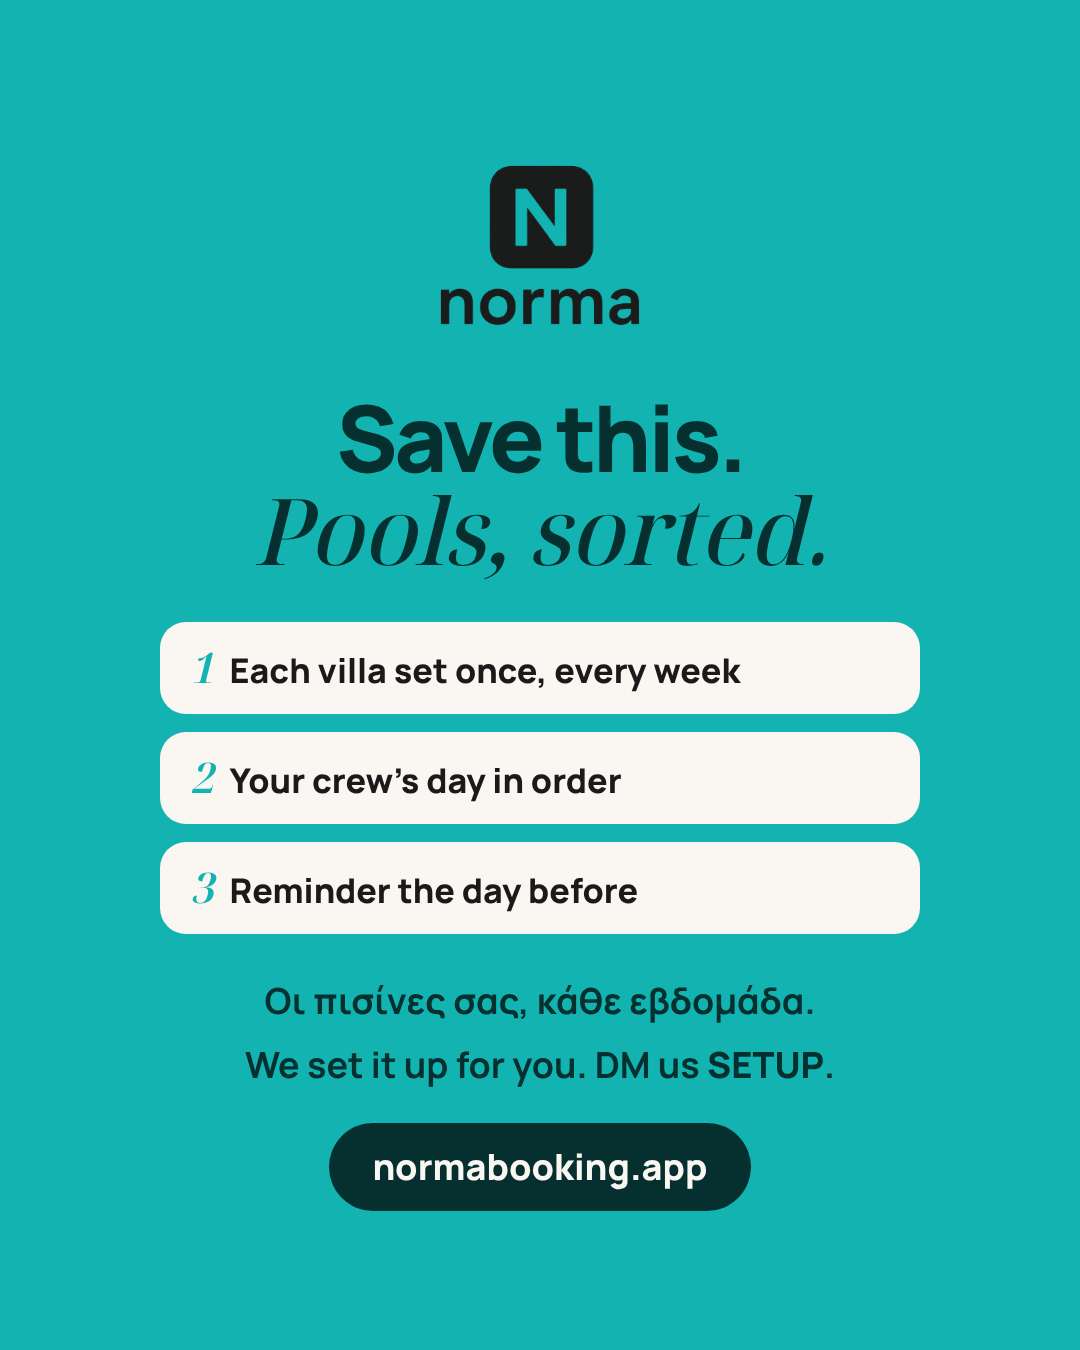 N
norma
Save this.
Pools, sorted.
1 Each villa set once, every week
2 Your crew’s day in order
3 Reminder the day before
Οι πισίνες σας, κάθε εβδομάδα.
We set it up for you. DM us SETUP.
normabooking.app